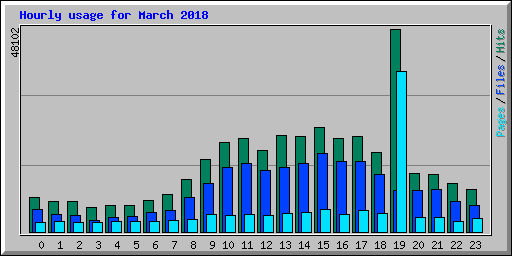 Hourly usage for March 2018
48102
Pages / Files / Hits
0 1 2 3 4 5 6 7 8 9 10 11 12 13 14 15 16 17 18 19 20 21 22 23